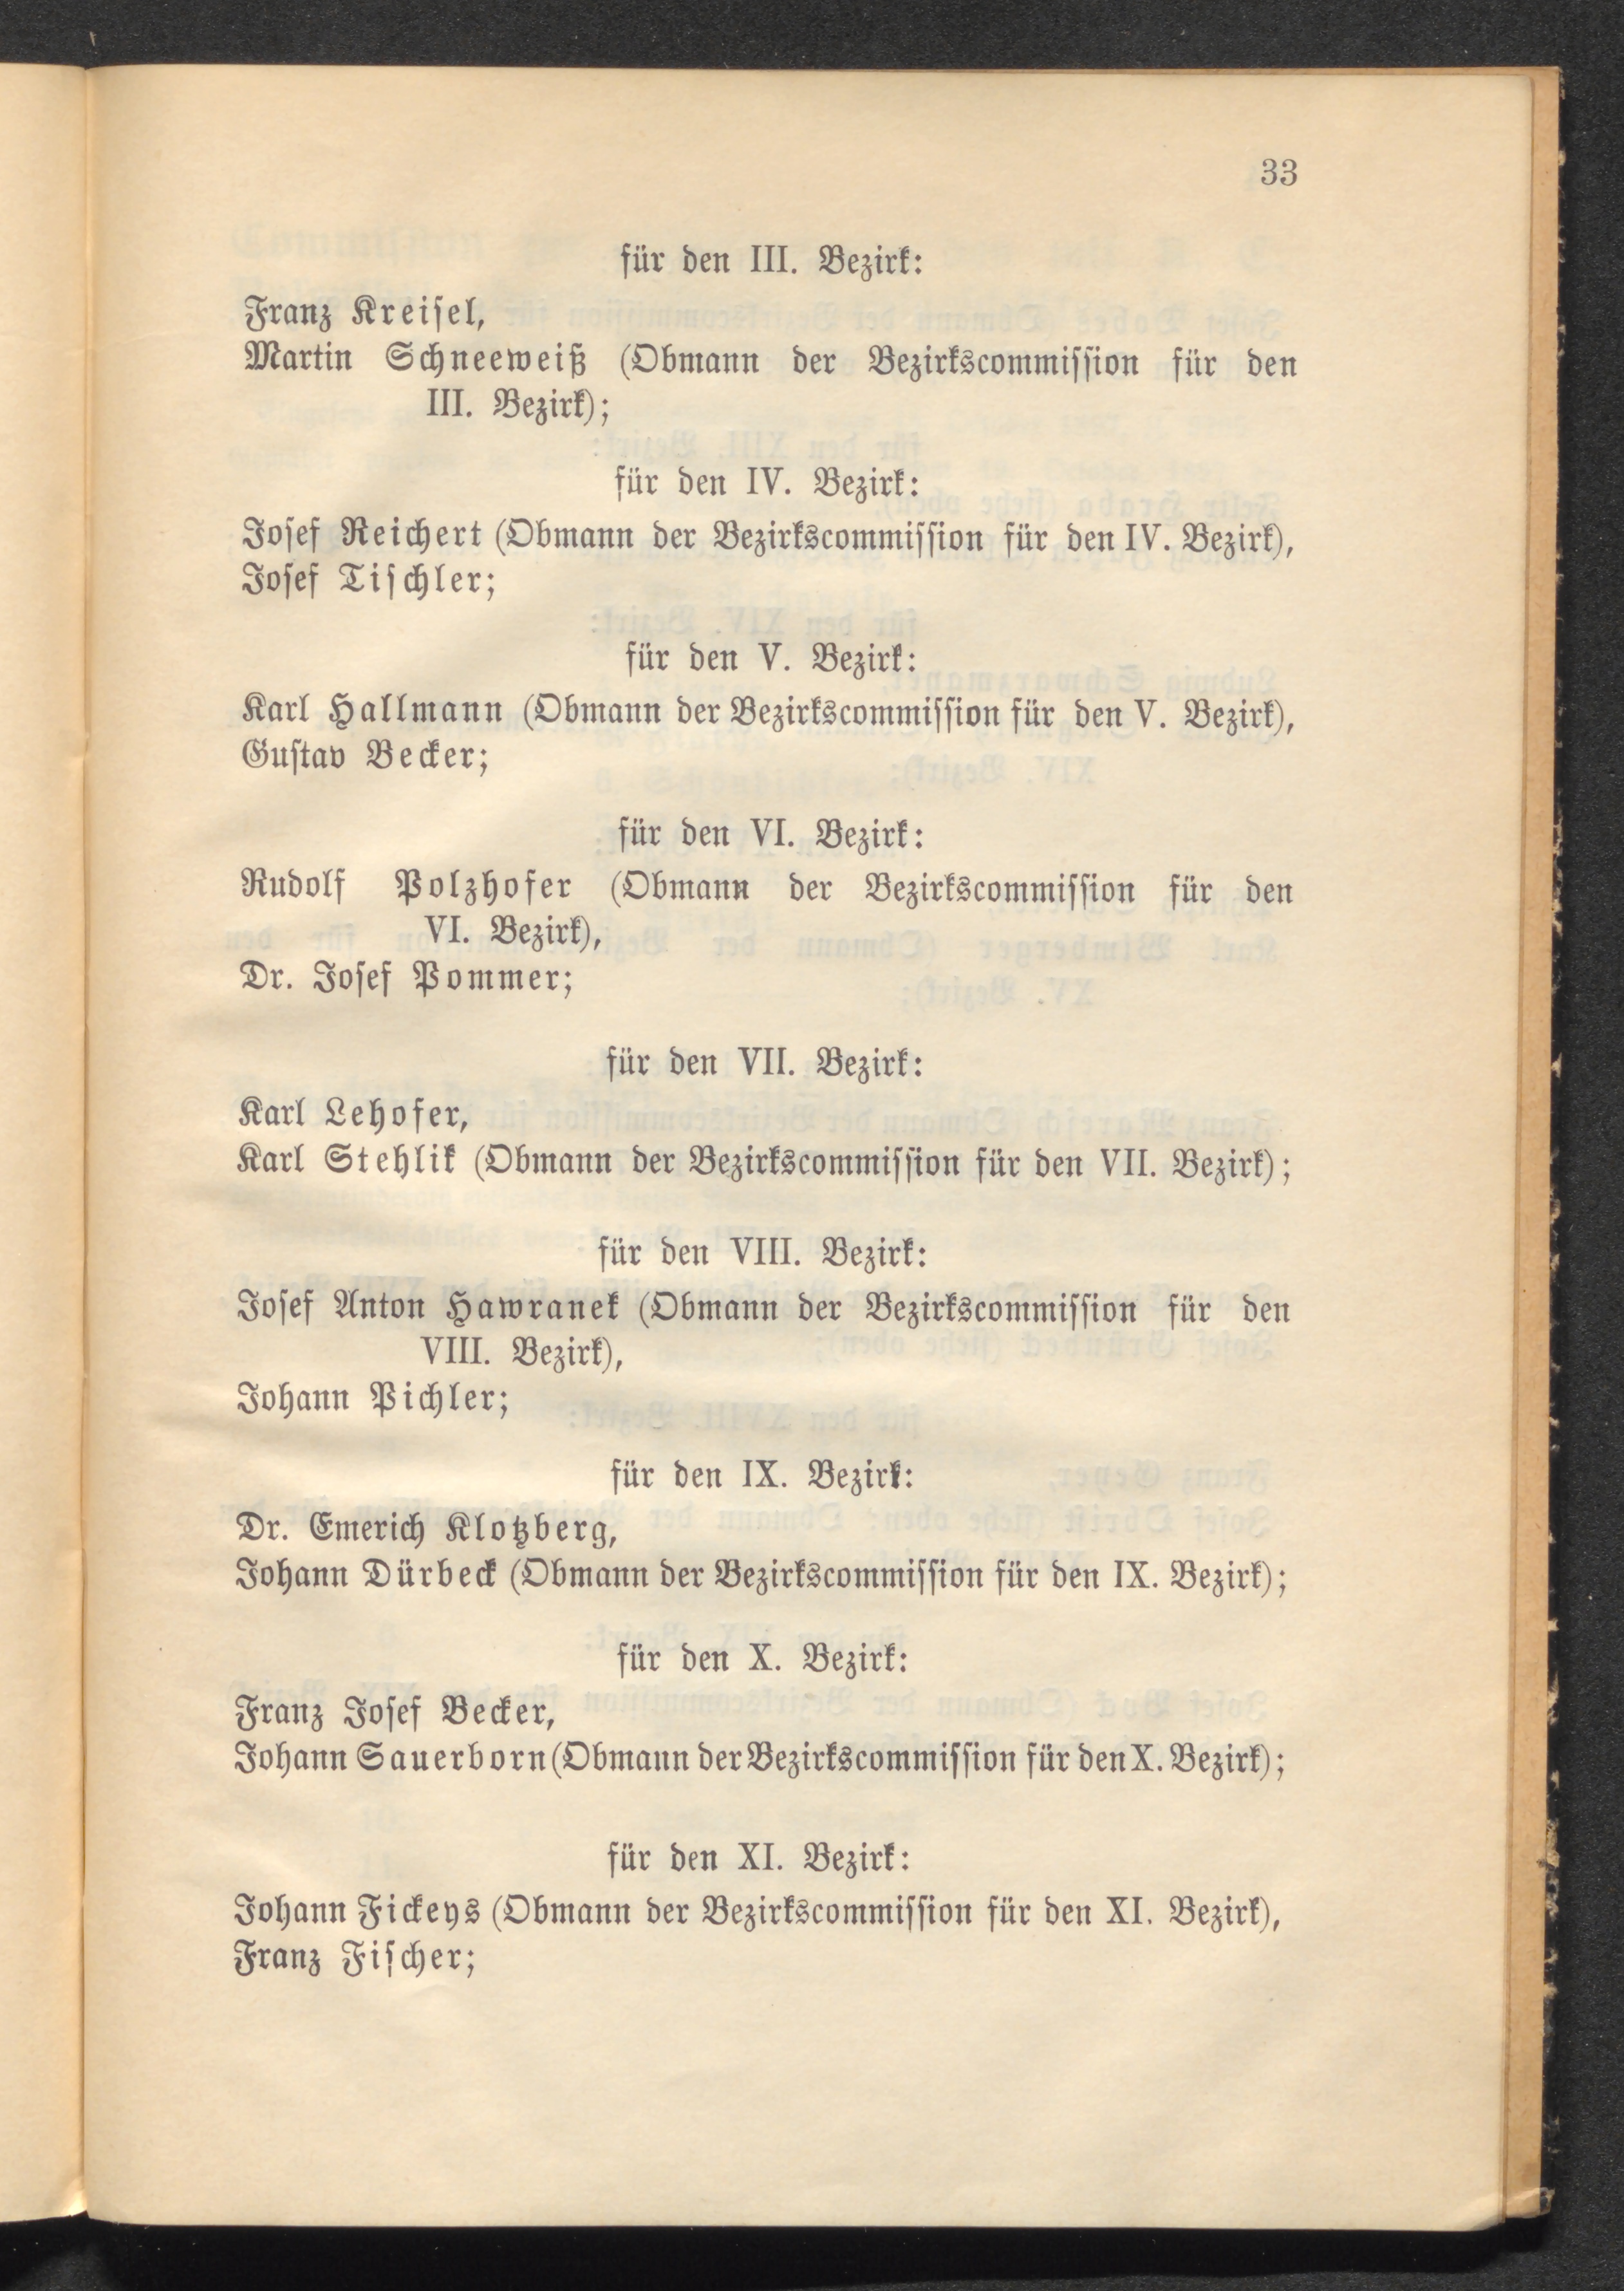 33
für den III. Bezirk:
Franz Kreisel,
Martin Schneeweiß (Obmann der Bezirkscommission für den
III. Bezirk);
für den IV. Bezirk:
Josef Reichert (Obmann der Bezirkscommission für den IV. Bezirk),
Josef Tischler;
für den V. Bezirk:
Karl Hallmann (Obmann der Bezirkscommission für den V. Bezirk),
Gustav Becker;
für den VI. Bezirk:
Rudolf Polzhofer (Obmann der Bezirkscommission für den
VI. Bezirk),
Dr. Josef Pommer;
für den VII. Bezirk:
Karl Lehofer,
Karl Stehlik (Obmann der Bezirkscommission für den VII. Bezirk);
für den VIII. Bezirk:
Josef Anton Hawranek (Obmann der Bezirkscommission für den
VIII. Bezirk),
Johann Pichler;
für den IX. Bezirk:
Dr. Emerich Klotzberg,
Johann Dürbeck (Obmann der Bezirkscommission für den IX. Bezirk);
für den X. Bezirk:
Franz Josef Becker,
Johann Sauerborn (Obmann der Bezirkscommission für den X. Bezirk);
für den XI. Bezirk:
Johann Fickeys (Obmann der Bezirkscommission für den XI. Bezirk),
Franz Fischer;